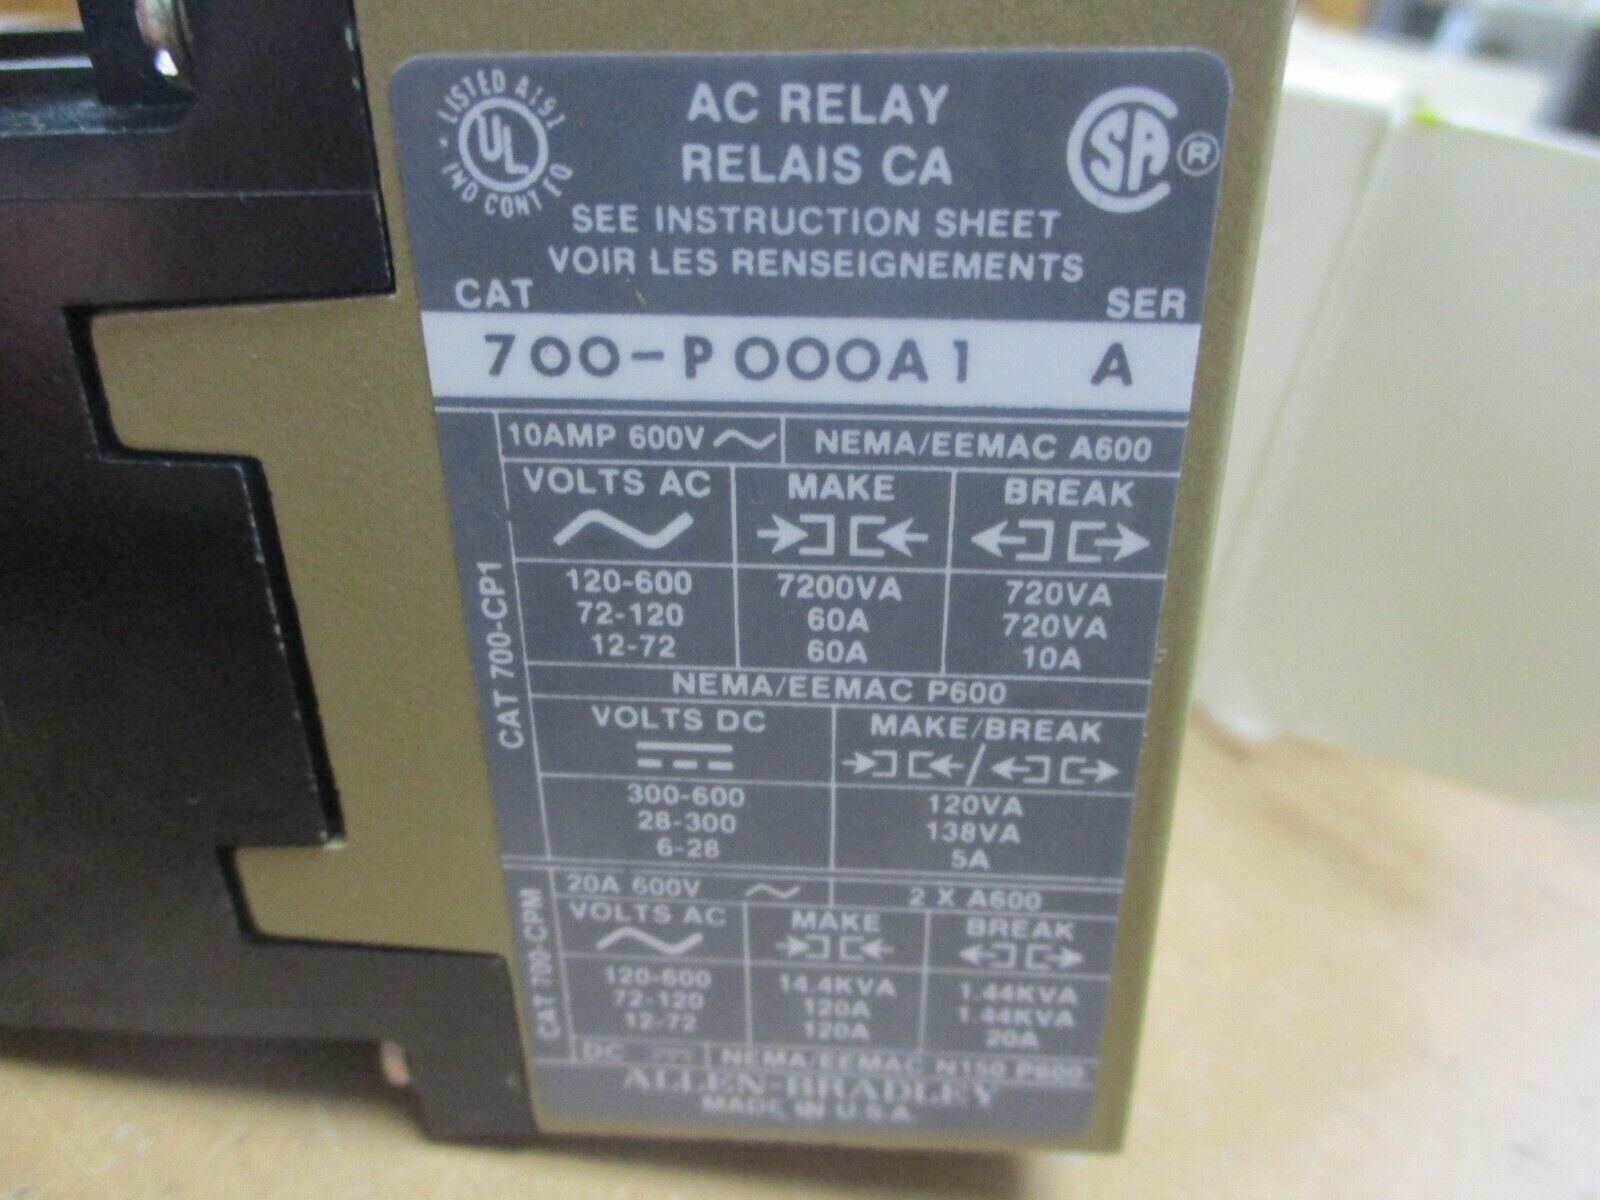 LISTED A191
UL
IND CONT EQ
AC RELAY
RELAIS CA
SA ®
SEE INSTRUCTION SHEET
VOIR LES RENSEIGNEMENTS
CAT SER
700-P000A1 A
CAT 700-CP1
10AMP 600V NEMA/EEMAC A600
VOLTS AC MAKE BREAK
120-600 7200VA 720VA
72-120 60A 720VA
12-72 60A 10A
NEMA/EEMAC P600
VOLTS DC MAKE/BREAK
300-600 120VA
28-300 138VA
6-28 5A
CAT 700-CPM
20A 600V 2 X A600
VOLTS AC MAKE BREAK
120-600 14.4KVA 1.44KVA
72-120 120A 1.44KVA
12-72 120A 20A
DC NEMA/EEMAC N150 P600
ALLEN-BRADLEY
MADE IN U.S.A.